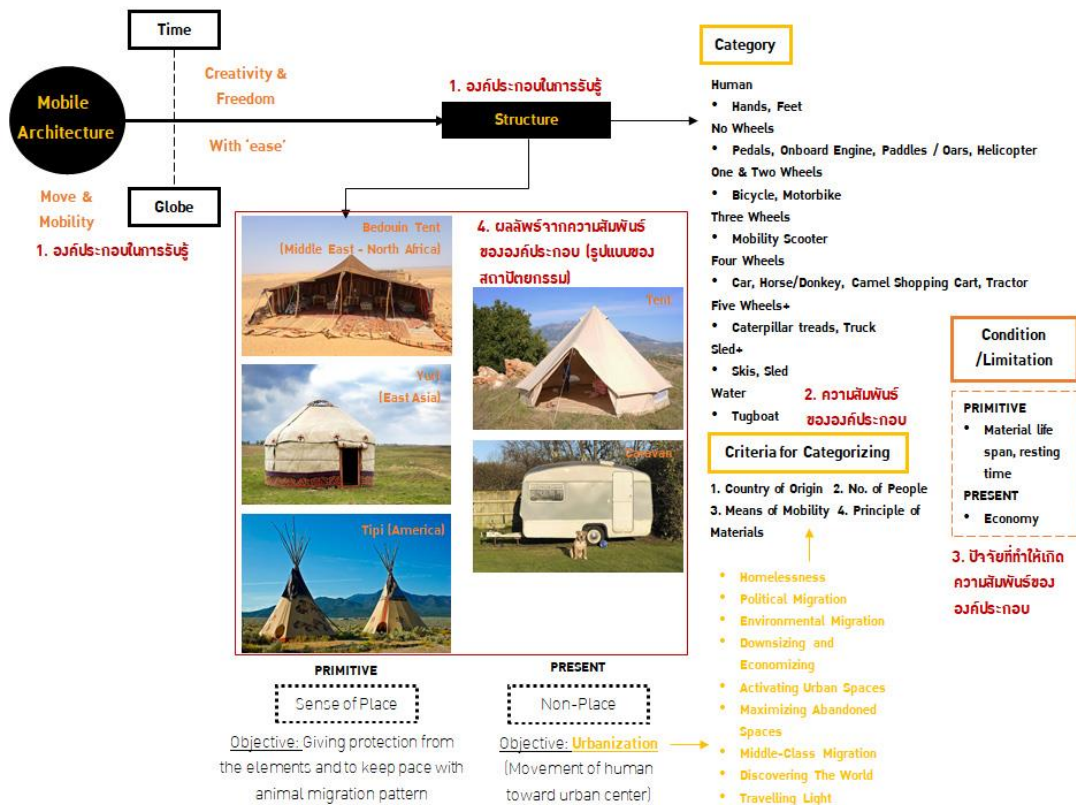 Time
Mobile
Architecture
Creativity &
Freedom
With 'ease'
Move &
Mobility
Globe
1. องค์ประกอบในการรับรู้
1. องค์ประกอบในการรับรู้
Structure
Category
Human
• Hands, Feet
No Wheels
• Pedals, Onboard Engine, Paddles / Oars, Helicopter
One & Two Wheels
• Bicycle, Motorbike
Three Wheels
• Mobility Scooter
Four Wheels
• Car, Horse/Donkey, Camel Shopping Cart, Tractor
Five Wheels+
• Caterpillar treads, Truck
Sled+
• Skis, Sled
Water
• Tugboat
2. ความสัมพันธ์
ขององค์ประกอบ
Criteria for Categorizing
1. Country of Origin 2. No. of People
3. Means of Mobility 4. Principle of
Materials
• Homelessness
• Political Migration
• Environmental Migration
• Downsizing and
Economizing
• Activating Urban Spaces
• Maximizing Abandoned
Spaces
• Middle-Class Migration
• Discovering The World
• Travelling Light
Condition
/Limitation
PRIMITIVE
• Material life
span, resting
time
PRESENT
• Economy
3. ปัจจัยที่ทำให้เกิด
ความสัมพันธ์ของ
องค์ประกอบ
Bedouin Tent
(Middle East - North Africa)
4. ผลลัพธ์จากความสัมพันธ์
ขององค์ประกอบ (รูปแบบของ
สถาปัตยกรรม)
Tent
Yurt
(East Asia)
Caravan
Tipi (America)
PRIMITIVE
Sense of Place
Objective: Giving protection from
the elements and to keep pace with
animal migration pattern
PRESENT
Non-Place
Objective: Urbanization
(Movement of human
toward urban center)